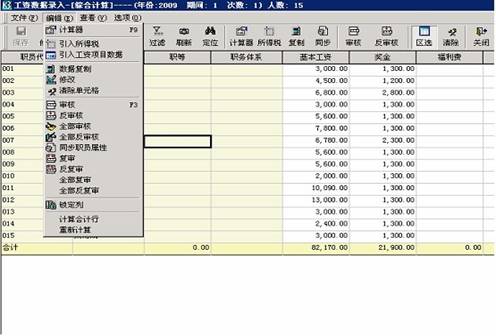 工资数据录入-[综合计算]----(年份:2009 期间: 1 次数: 1) 人数: 15
文件(F) 编辑(E) 查看(V) 选项(O)
保存 过滤 刷新 定位 计算器 所得税 复制 同步 审核 反审核 区选 清除 关闭
计算器 F9
引入所得税
引入工资项目数据
数据复制
修改
清除单元格
审核 F3
反审核
全部审核
全部反审核
同步职员属性
复审
反复审
全部复审
全部反复审
锁定列
计算合计行
重新计算
职员代 职等 职务体系 基本工资 奖金 福利费
001 3,000.00 1,300.00
002 4,500.00 1,200.00
003 6,800.00 2,800.00
004 3,000.00 1,300.00
005 5,600.00 1,300.00
006 7,800.00 1,300.00
007 6,780.00 2,300.00
008 5,600.00 1,300.00
009 5,600.00 1,300.00
010 2,000.00 1,300.00
011 10,090.00 1,300.00
012 13,000.00 1,300.00
013 3,000.00 1,300.00
014 2,400.00 1,300.00
015 3,000.00 1,300.00
合计 0.00 82,170.00 21,900.00 0.00